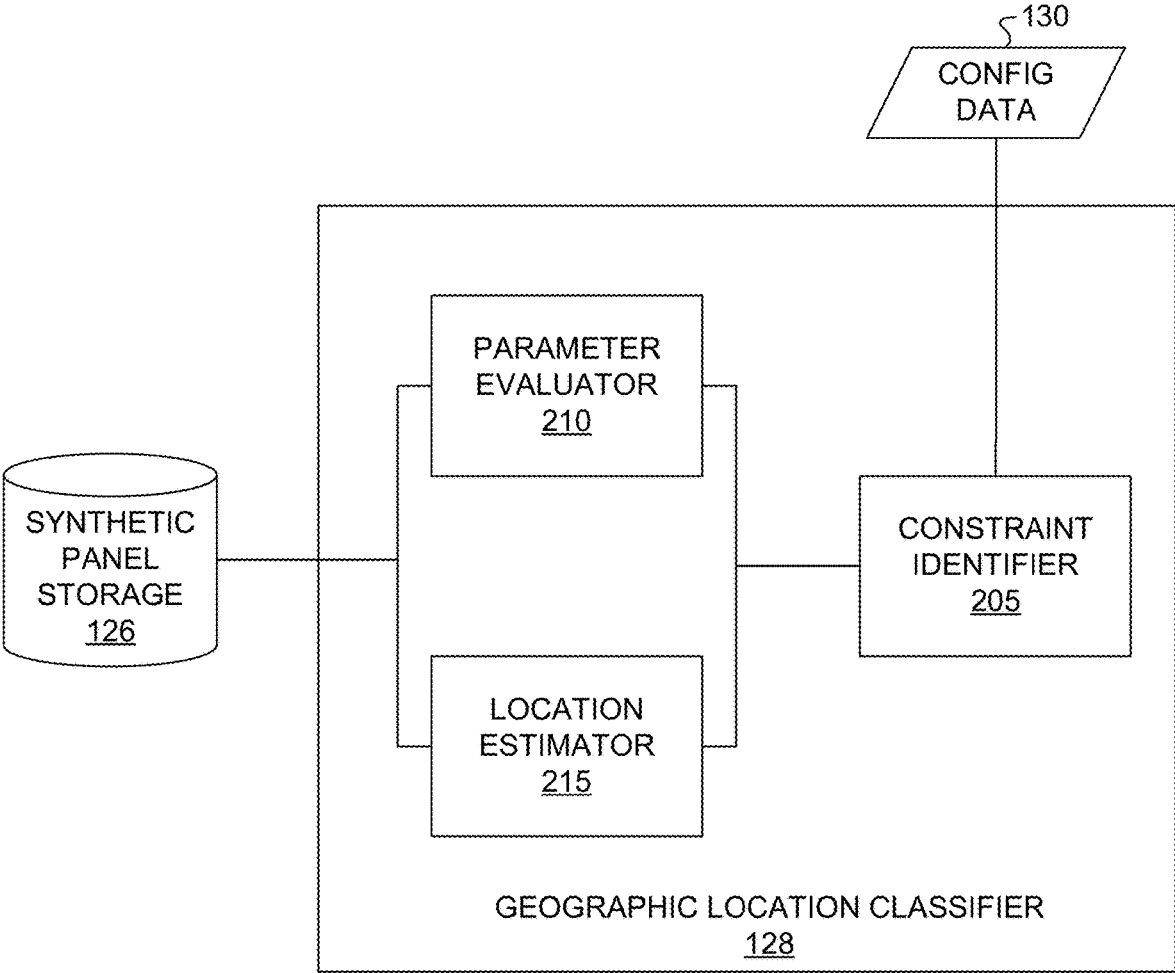 130
CONFIG
DATA
PARAMETER
EVALUATOR
210
SYNTHETIC
PANEL
STORAGE
126
CONSTRAINT
IDENTIFIER
205
LOCATION
ESTIMATOR
215
GEOGRAPHIC LOCATION CLASSIFIER
128